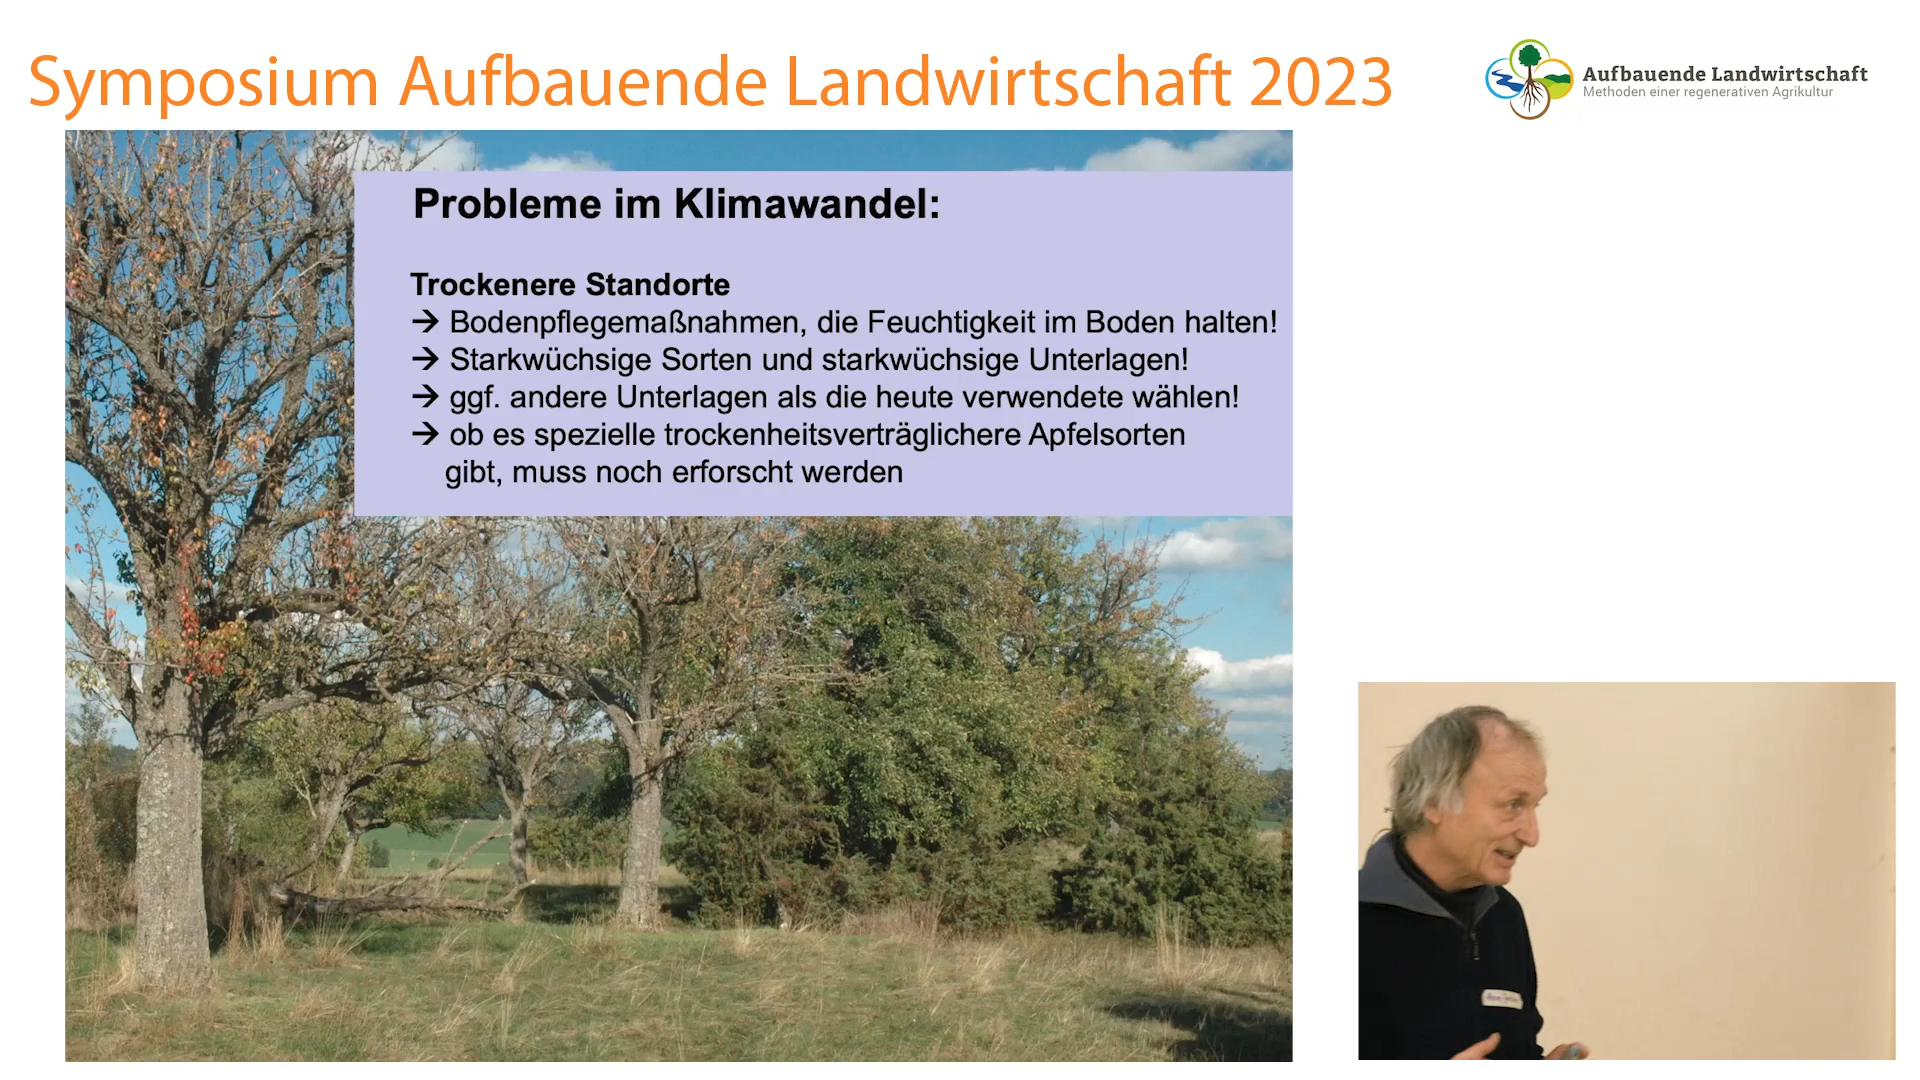 Symposium Aufbauende Landwirtschaft 2023
Aufbauende Landwirtschaft
Methoden einer regenerativen Agrikultur
Probleme im Klimawandel:
Trockenere Standorte
→ Bodenpflegemaßnahmen, die Feuchtigkeit im Boden halten!
→ Starkwüchsige Sorten und starkwüchsige Unterlagen!
→ ggf. andere Unterlagen als die heute verwendete wählen!
→ ob es spezielle trockenheitsverträglichere Apfelsorten
gibt, muss noch erforscht werden